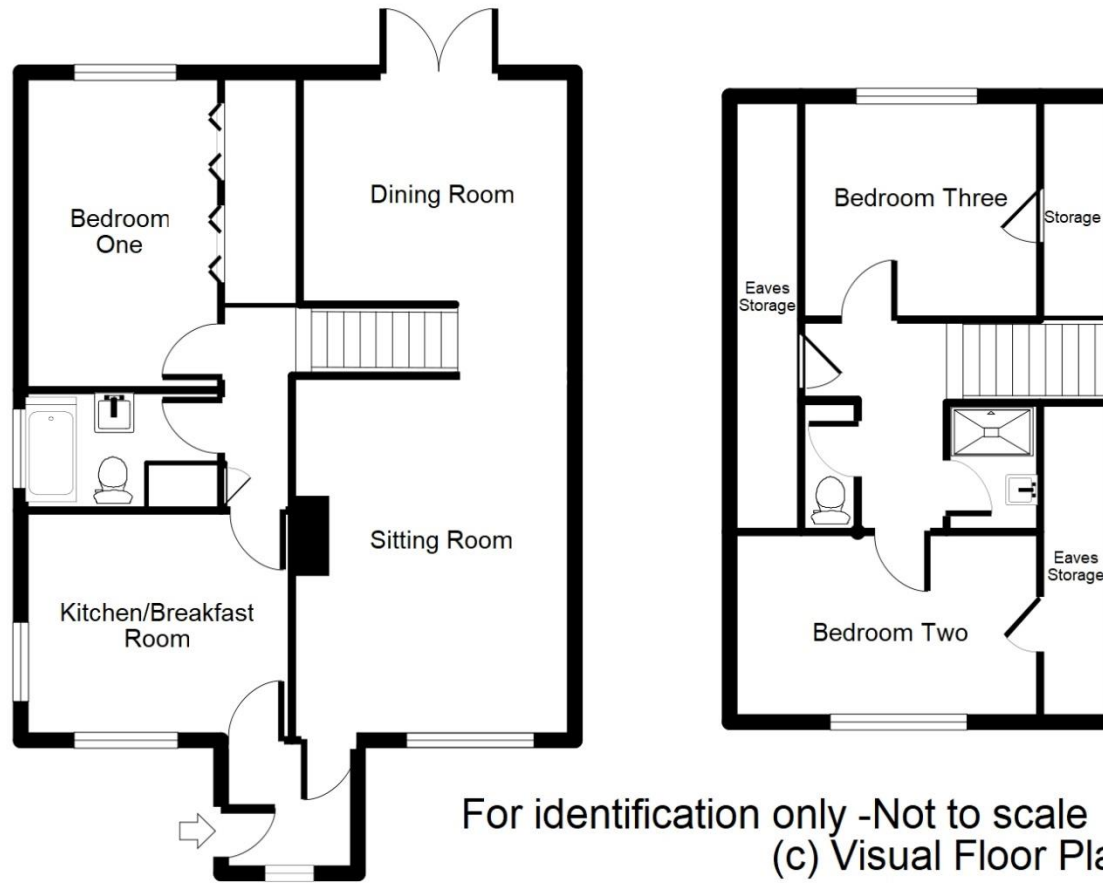 Bedroom
One
Dining Room
Kitchen/Breakfast
Room
Sitting Room
Bedroom Three
Storage
Eaves
Storage
Eaves
Storage
Bedroom Two
For identification only -Not to scale
(c) Visual Floor Pla